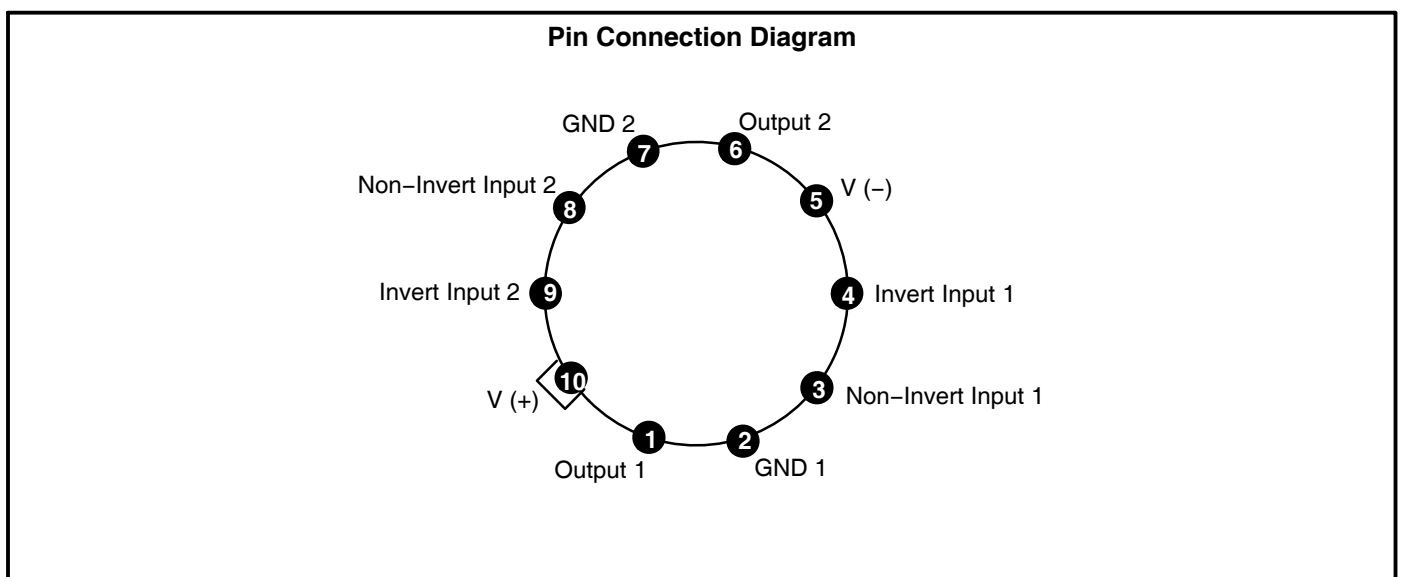 Pin Connection Diagram
GND 2
Output 2
7
6
Non−Invert Input 2
V (−)
8
5
Invert Input 2
9
4
Invert Input 1
10
3
V (+)
Non−Invert Input 1
1
2
Output 1
GND 1